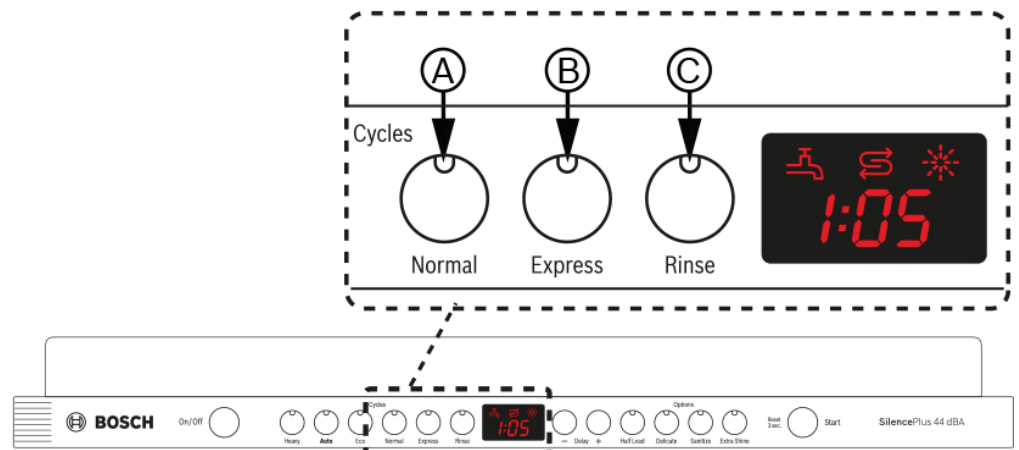 A B C
Cycles
Normal Express Rinse
1:05
BOSCH
On/Off
Heavy Auto Eco
Cycles
Normal Express Rinse
1:05
– Delay +
Options
Half Load Delicate Sanitize Extra Shine
Reset
3 sec.
Start
SilencePlus 44 dBA